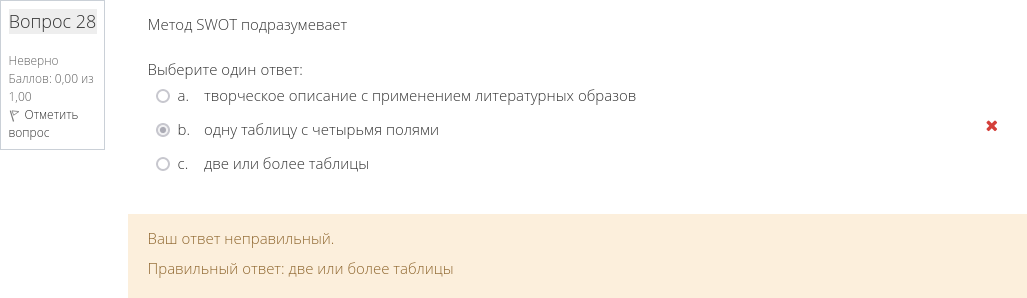 Вопрос 28
Неверно
Баллов: 0,00 из
1,00
Отметить
вопрос
Метод SWOT подразумевает
Выберите один ответ:
a. творческое описание с применением литературных образов
b. одну таблицу с четырьмя полями
c. две или более таблицы
Ваш ответ неправильный.
Правильный ответ: две или более таблицы